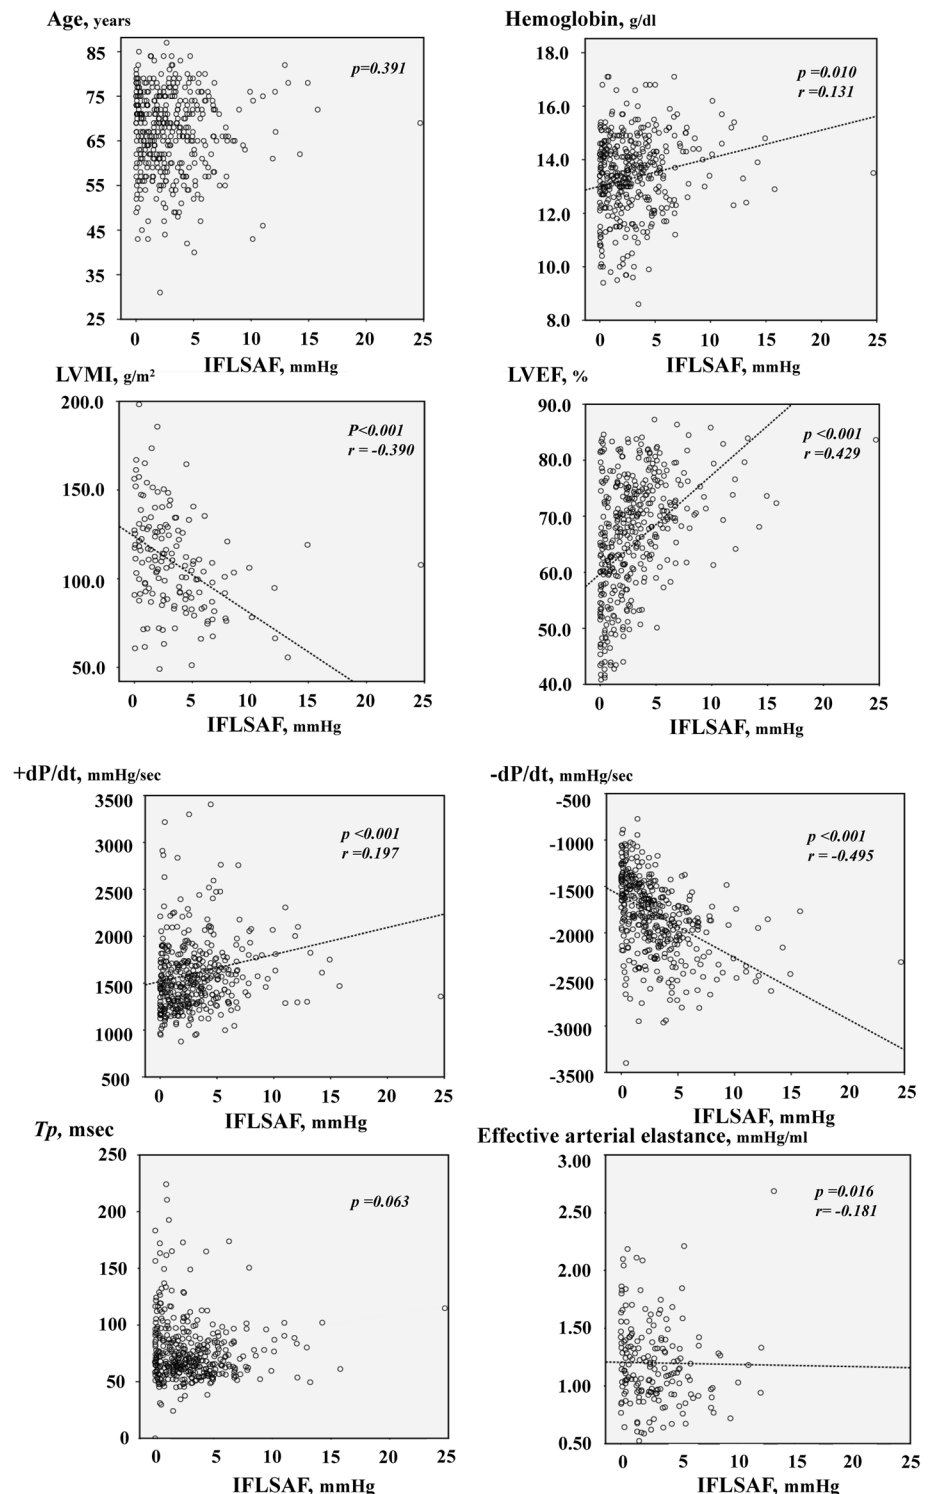 Age, years
Hemoglobin, g/dl
85
75
65
55
45
35
25
p=0.391
0 5 10 15 20 25
IFLSAF, mmHg
18.0
16.0
14.0
12.0
10.0
8.0
p =0.010
r =0.131
0 5 10 15 20 25
IFLSAF, mmHg
LVMI, g/m²
LVEF, %
200.0
150.0
100.0
50.0
P<0.001
r = -0.390
0 5 10 15 20 25
IFLSAF, mmHg
90.0
80.0
70.0
60.0
50.0
40.0
p <0.001
r =0.429
0 5 10 15 20 25
IFLSAF, mmHg
+dP/dt, mmHg/sec
-dP/dt, mmHg/sec
3500
3000
2500
2000
1500
1000
500
p <0.001
r =0.197
0 5 10 15 20 25
IFLSAF, mmHg
-500
-1000
-1500
-2000
-2500
-3000
-3500
p <0.001
r = -0.495
0 5 10 15 20 25
IFLSAF, mmHg
Tp, msec
Effective arterial elastance, mmHg/ml
250
200
150
100
50
0
p =0.063
0 5 10 15 20 25
IFLSAF, mmHg
3.00
2.50
2.00
1.50
1.00
0.50
p =0.016
r= -0.181
0 5 10 15 20 25
IFLSAF, mmHg